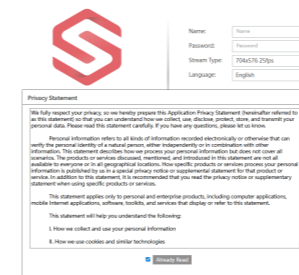 Name:
Name
Password:
Password
Stream Type:
704x576 25fps
Language:
English
Privacy Statement
We fully respect your privacy, so we hereby prepare this Application Privacy Statement (hereinafter referred to
as this statement) so that you can understand how we collect, use, disclose, protect, store, and transmit your
personal data. Please read this statement carefully. If you have any questions, please let us know.
Personal information refers to all kinds of information recorded electronically or otherwise that can
verify the personal identity of a natural person, either independently or in combination with other
information. This statement describes how we process your personal information but does not cover all
scenarios. The products or services discussed, mentioned, and introduced in this statement are not all
available to everyone or in all geographical locations. How specific products or services process your personal
information is published by us in a special privacy notice or supplemental statement for that product or
service. In addition to this statement, it is recommended that you read the privacy notice or supplementary
statement when using specific products or services.
This statement applies only to personal and enterprise products, including computer applications,
mobile Internet applications, software, toolkits, and services that display or refer to this statement.
This statement will help you understand the following:
I. How we collect and use your personal information
II. How we use cookies and similar technologies
Already Read